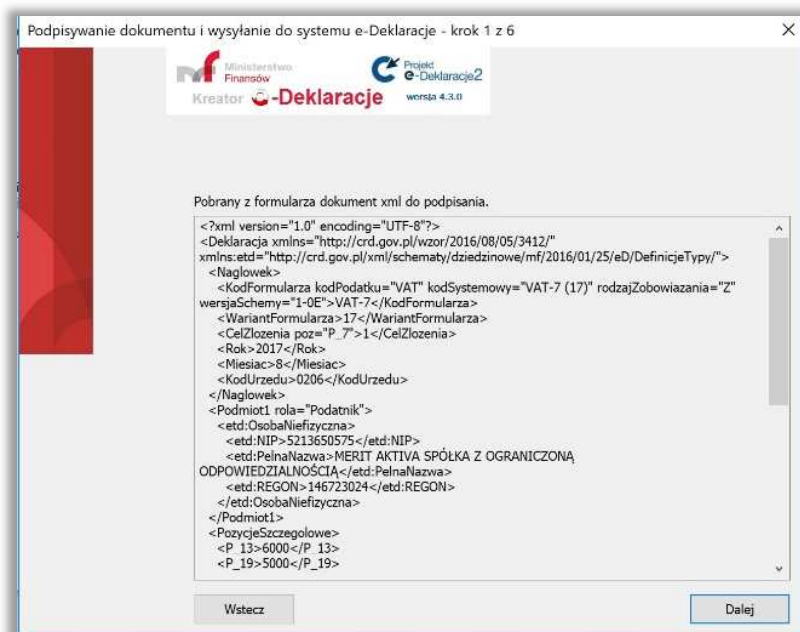 Podpisywanie dokumentu i wysyłanie do systemu e-Deklaracje - krok 1 z 6
Ministerstwo
Finansów
Projekt
e-Deklaracje2
Kreator e-Deklaracje
wersja 4.3.0
Pobrany z formularza dokument xml do podpisania.
<?xml version="1.0" encoding="UTF-8"?>
<Deklaracja xmlns="http://crd.gov.pl/wzor/2016/08/05/3412/"
xmlns:etd="http://crd.gov.pl/xml/schematy/dziedzinowe/mf/2016/01/25/eD/DefinicjeTypy/">
<Naglowek>
<KodFormularza kodPodatku="VAT" kodSystemowy="VAT-7 (17)" rodzajZobowiazania="Z"
wersjaSchemy="1-0E">VAT-7</KodFormularza>
<WariantFormularza>17</WariantFormularza>
<CelZlozenia poz="P_7">1</CelZlozenia>
<Rok>2017</Rok>
<Miesiac>8</Miesiac>
<KodUrzedu>0206</KodUrzedu>
</Naglowek>
<Podmiot1 rola="Podatnik">
<etd:OsobaNiefizyczna>
<etd:NIP>5213650575</etd:NIP>
<etd:PelnaNazwa>MERIT AKTIVA SPÓŁKA Z OGRANICZONĄ
ODPOWIEDZIALNOŚCIĄ</etd:PelnaNazwa>
<etd:REGON>146723024</etd:REGON>
</etd:OsobaNiefizyczna>
</Podmiot1>
<PozycjeSzczegolowe>
<P_13>6000</P_13>
<P_19>5000</P_19>
Wstecz
Dalej